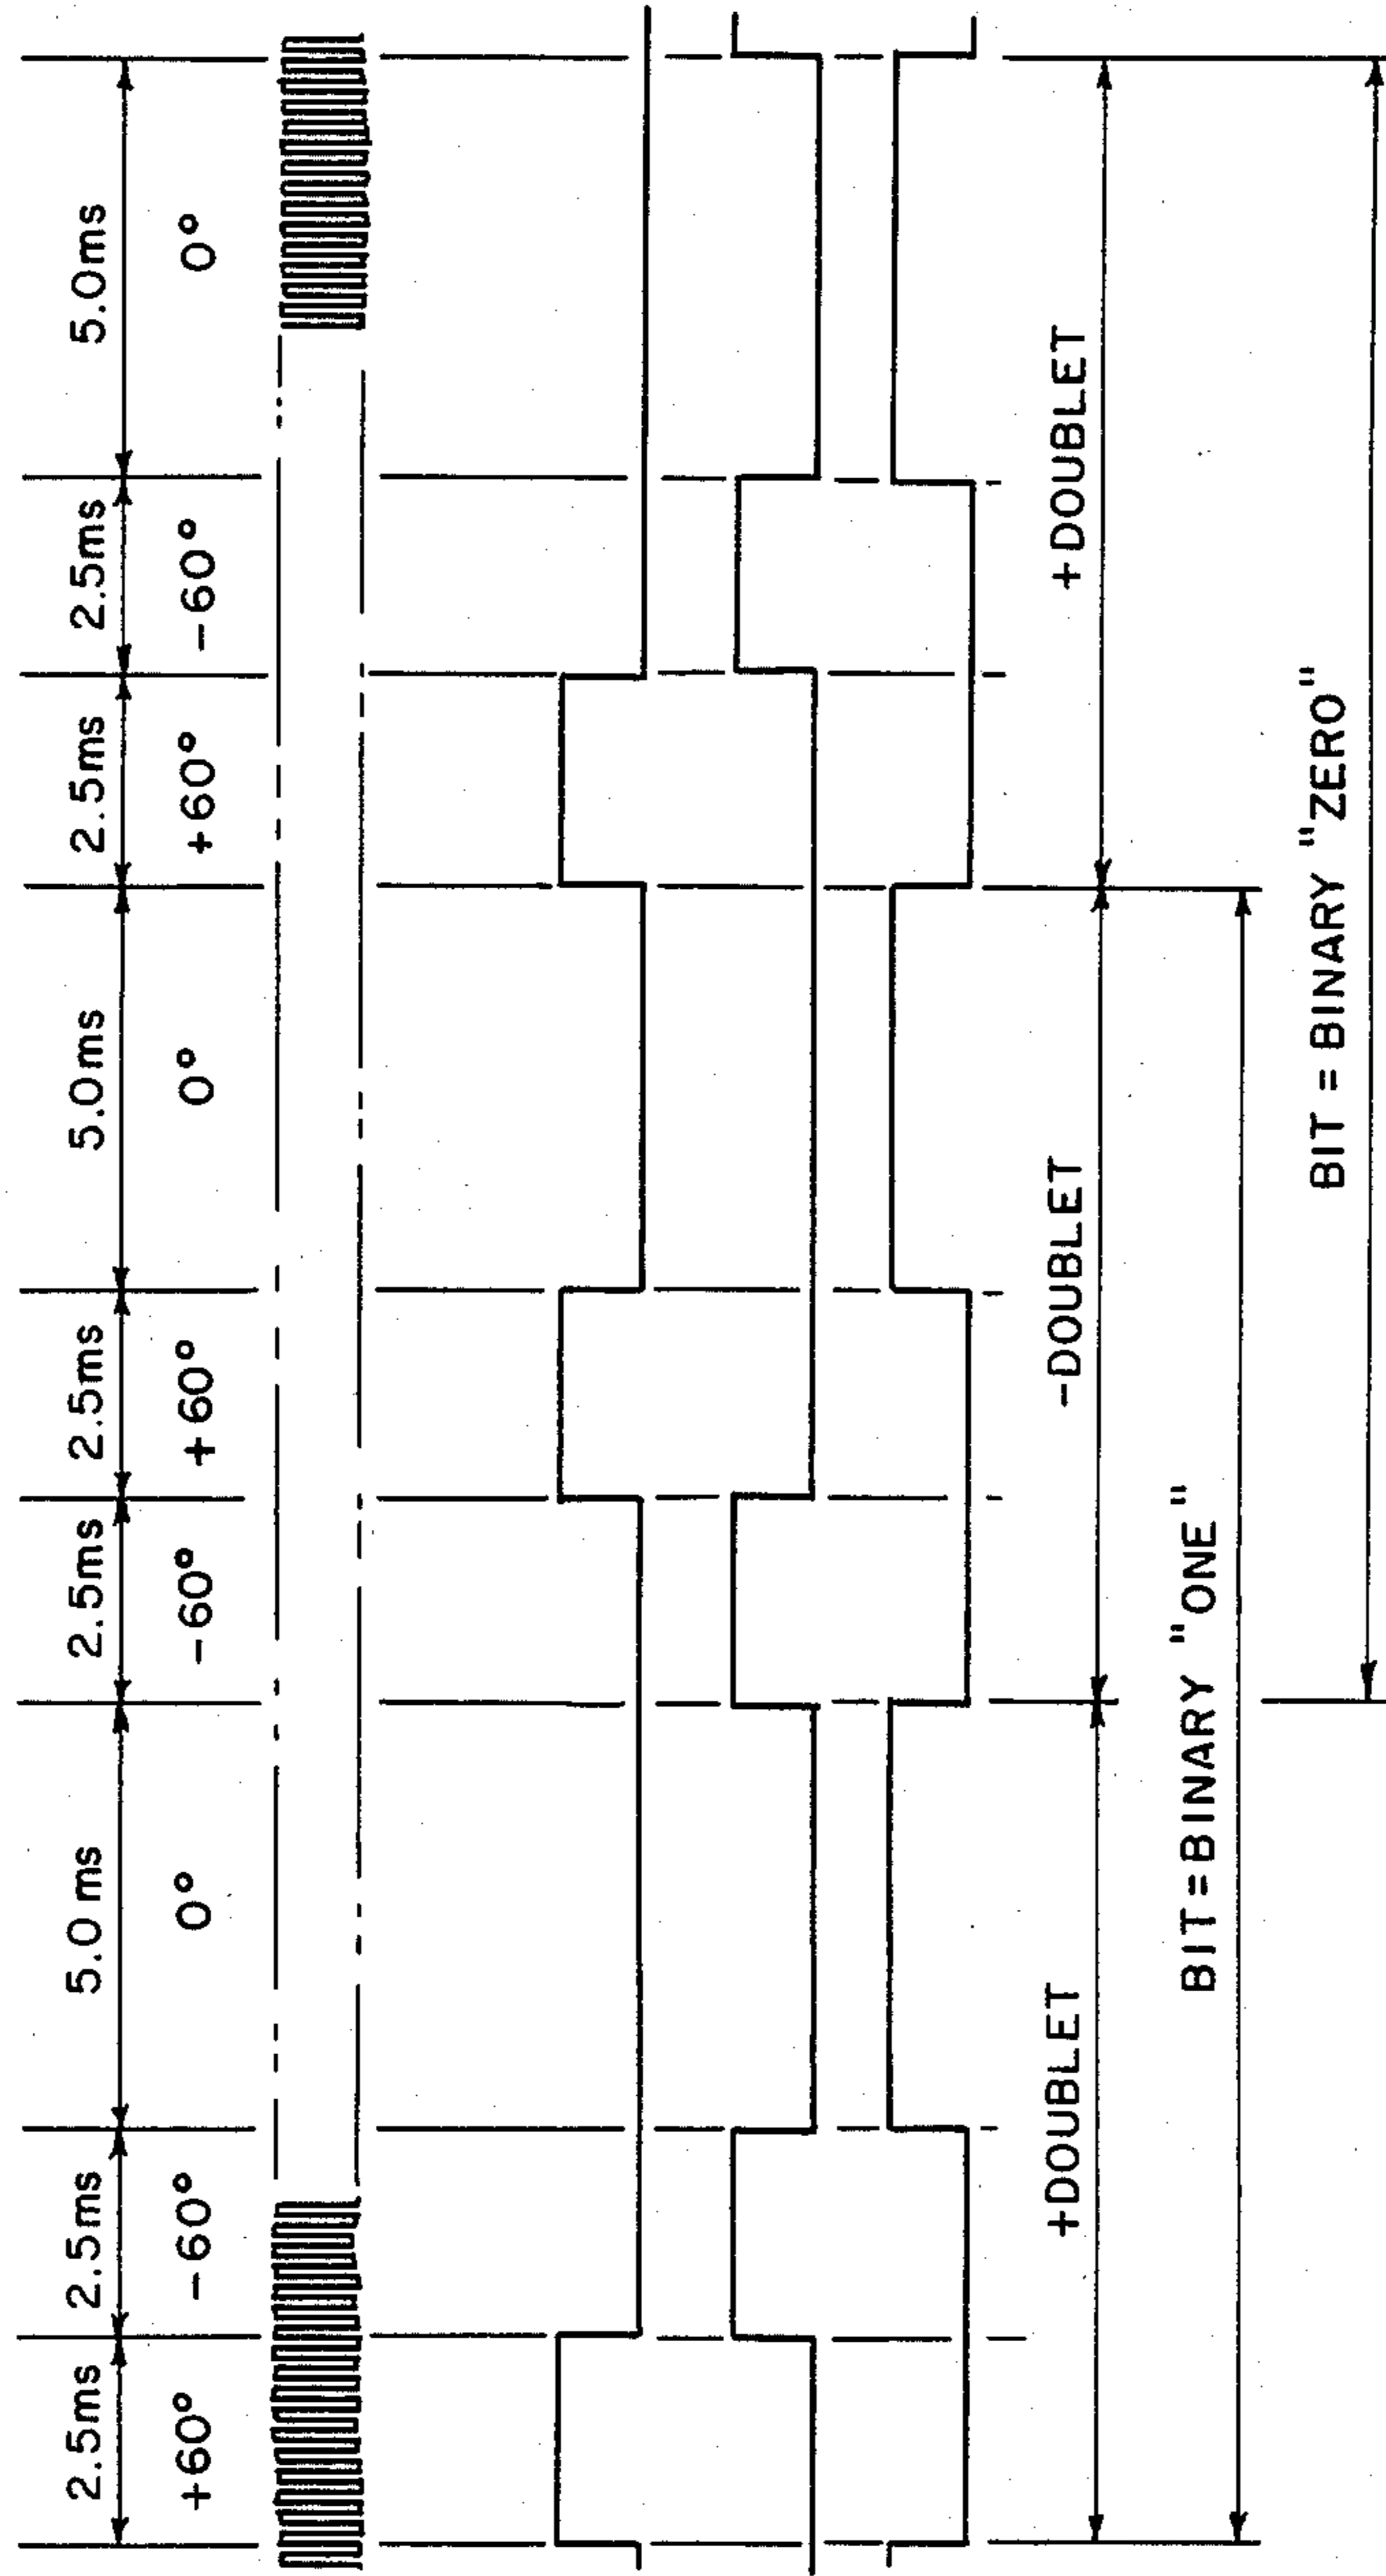 2.5ms 2.5ms 5.0 ms 2.5ms 2.5ms 5.0ms 2.5ms 2.5ms 5.0ms
+60° -60° 0° -60° +60° 0° +60° -60° 0°
+DOUBLET -DOUBLET +DOUBLET
BIT=BINARY "ONE"
BIT = BINARY "ZERO"